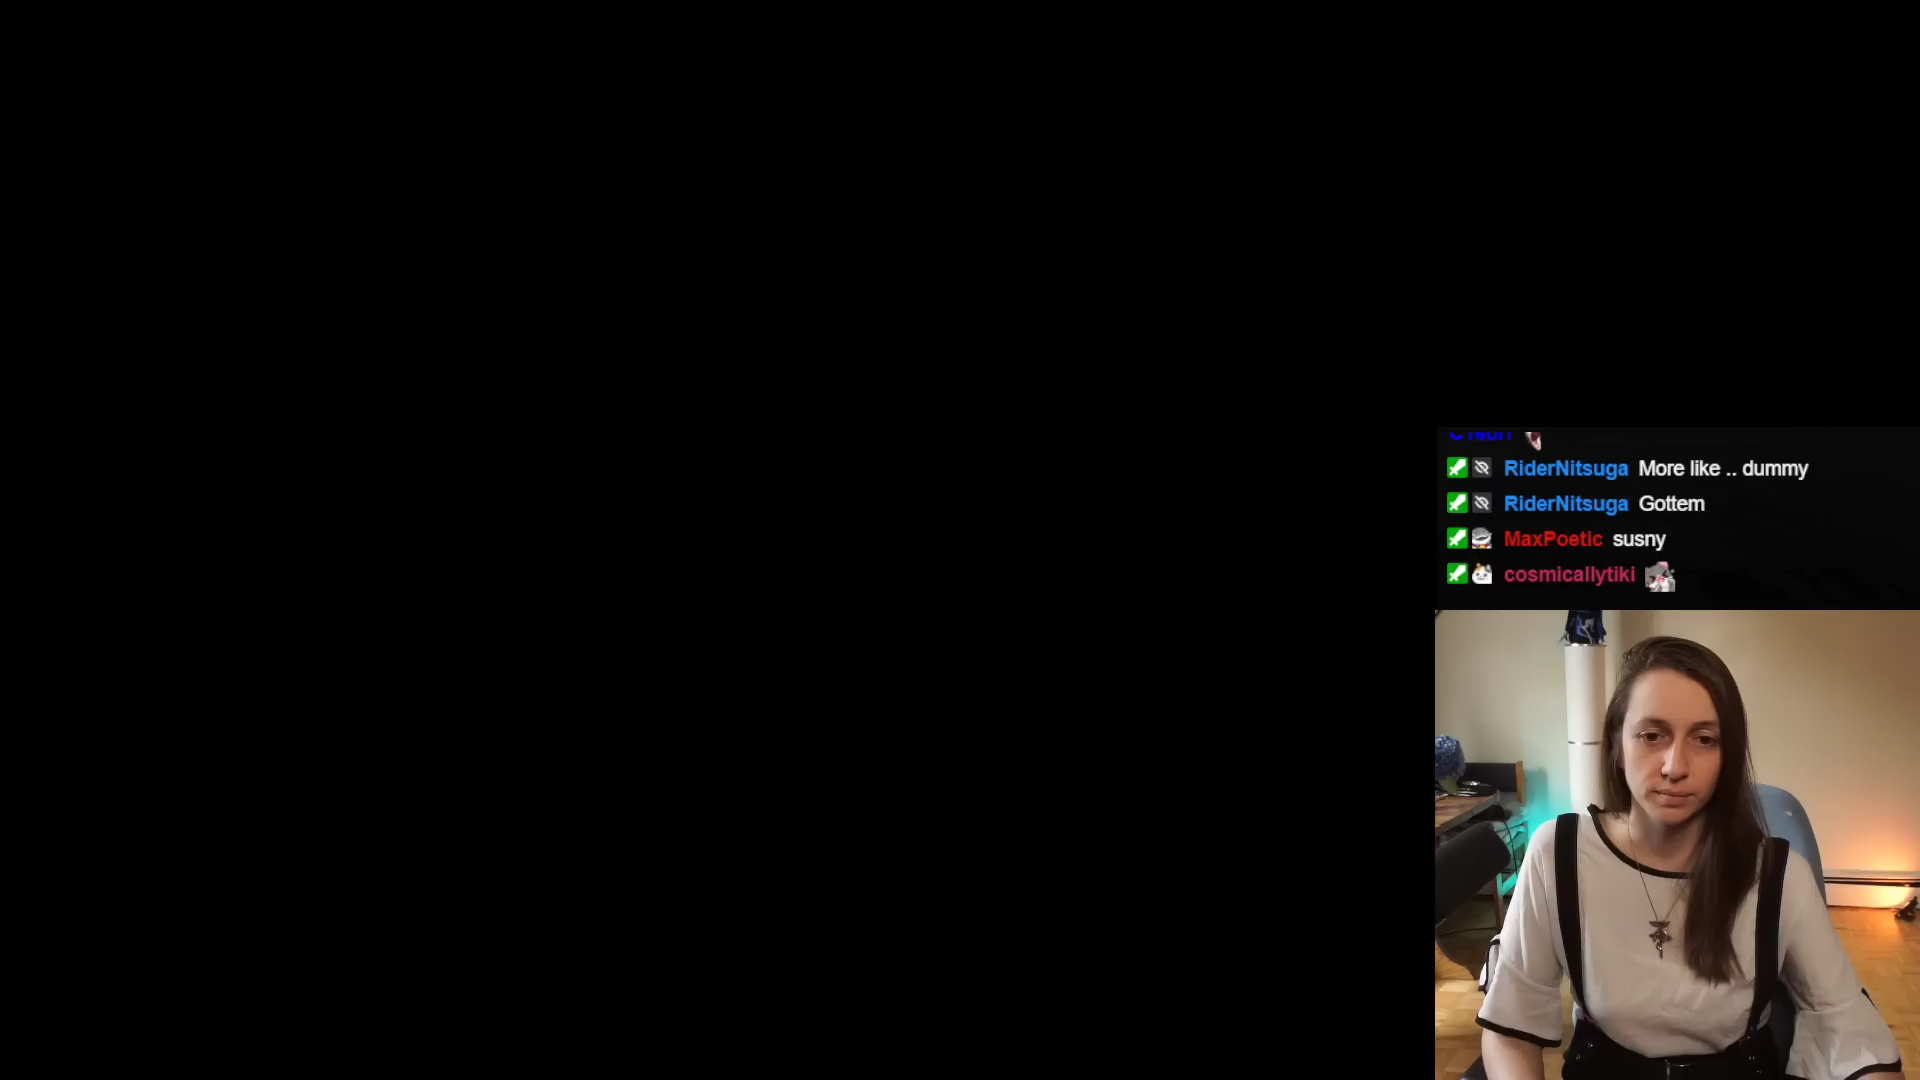 RiderNitsuga More like .. dummy
RiderNitsuga Gottem
MaxPoetic susny
cosmicallytiki